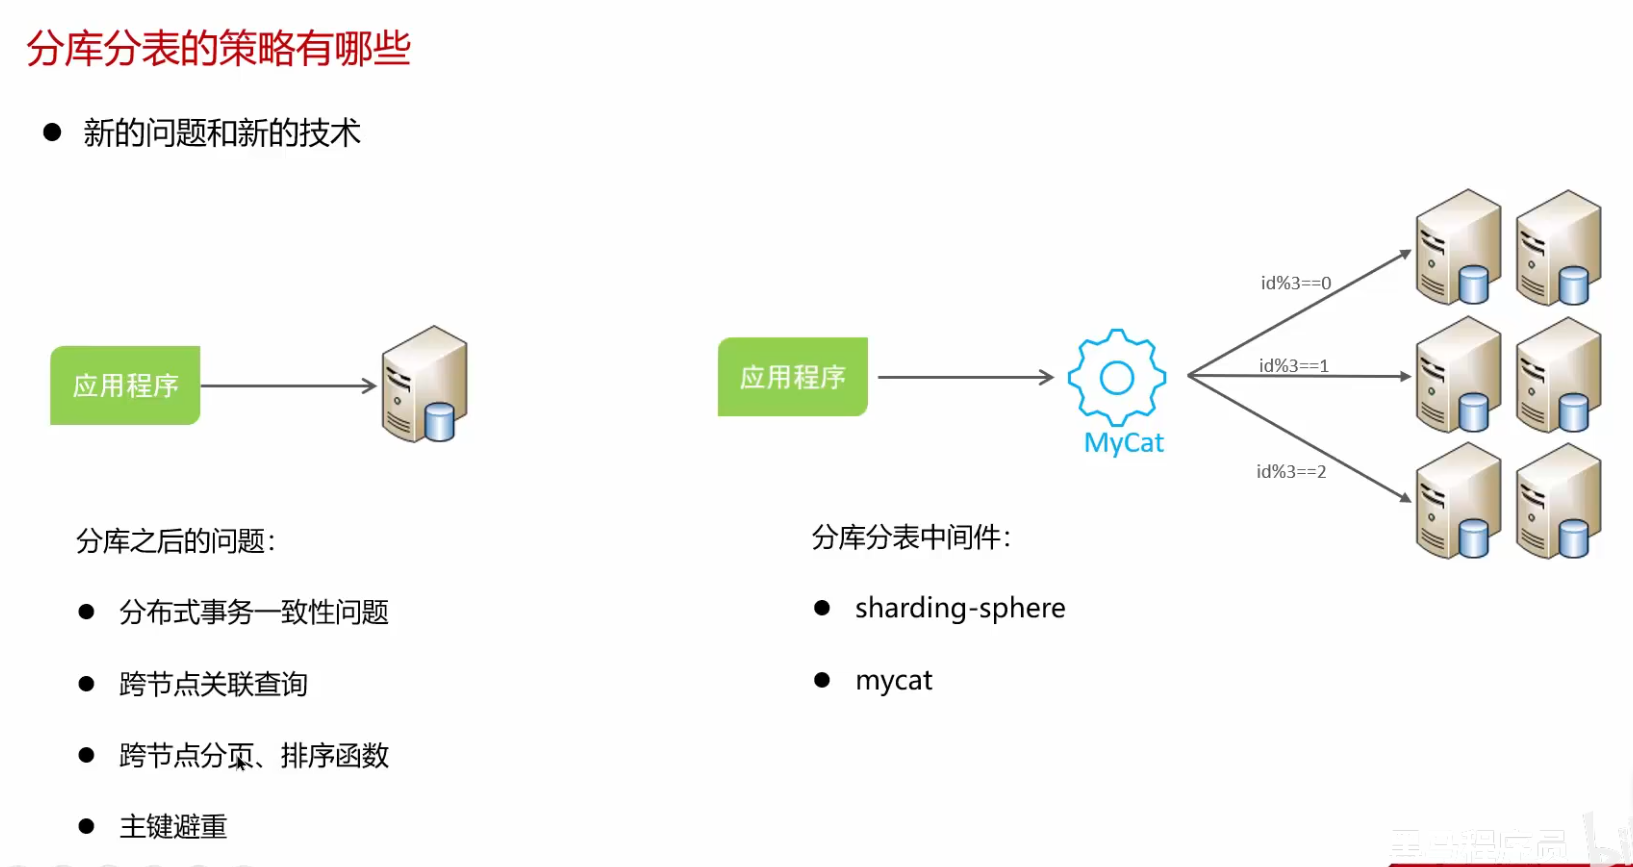 分库分表的策略有哪些
● 新的问题和新的技术
应用程序
应用程序
MyCat
id%3==0
id%3==1
id%3==2
分库之后的问题：
● 分布式事务一致性问题
● 跨节点关联查询
● 跨节点分页、排序函数
● 主键避重
分库分表中间件：
● sharding-sphere
● mycat